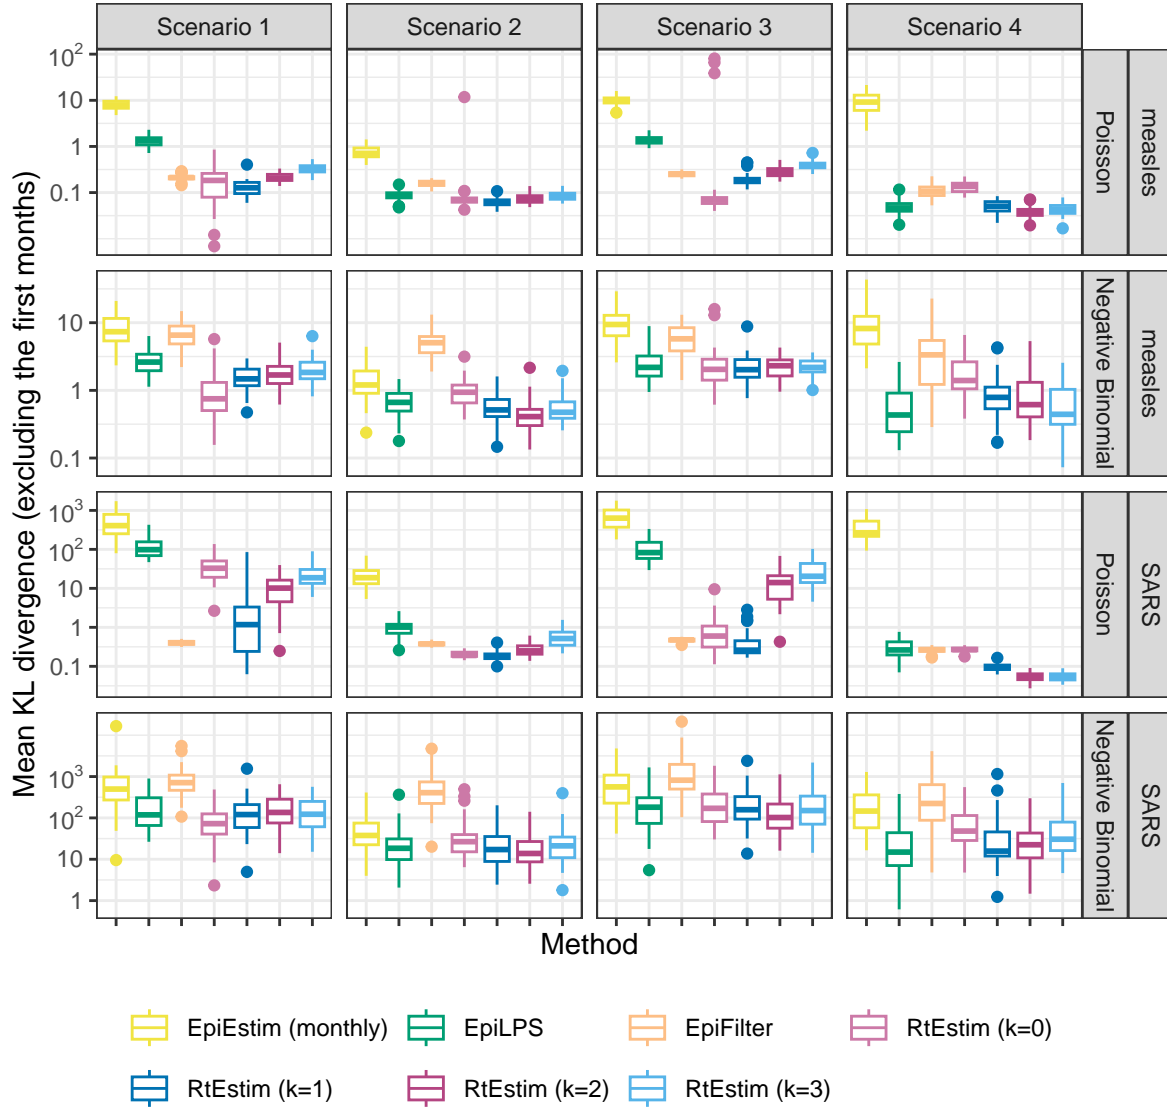 Scenario 1 Scenario 2 Scenario 3 Scenario 4
Mean KL divergence (excluding the first months)
10²
10
1
0.1
Poisson
measles
10
1
0.1
Negative Binomial
measles
10³
10²
10
1
0.1
Poisson
SARS
10³
10²
10
1
Negative Binomial
SARS
Method
EpiEstim (monthly) EpiLPS EpiFilter RtEstim (k=0)
RtEstim (k=1) RtEstim (k=2) RtEstim (k=3)